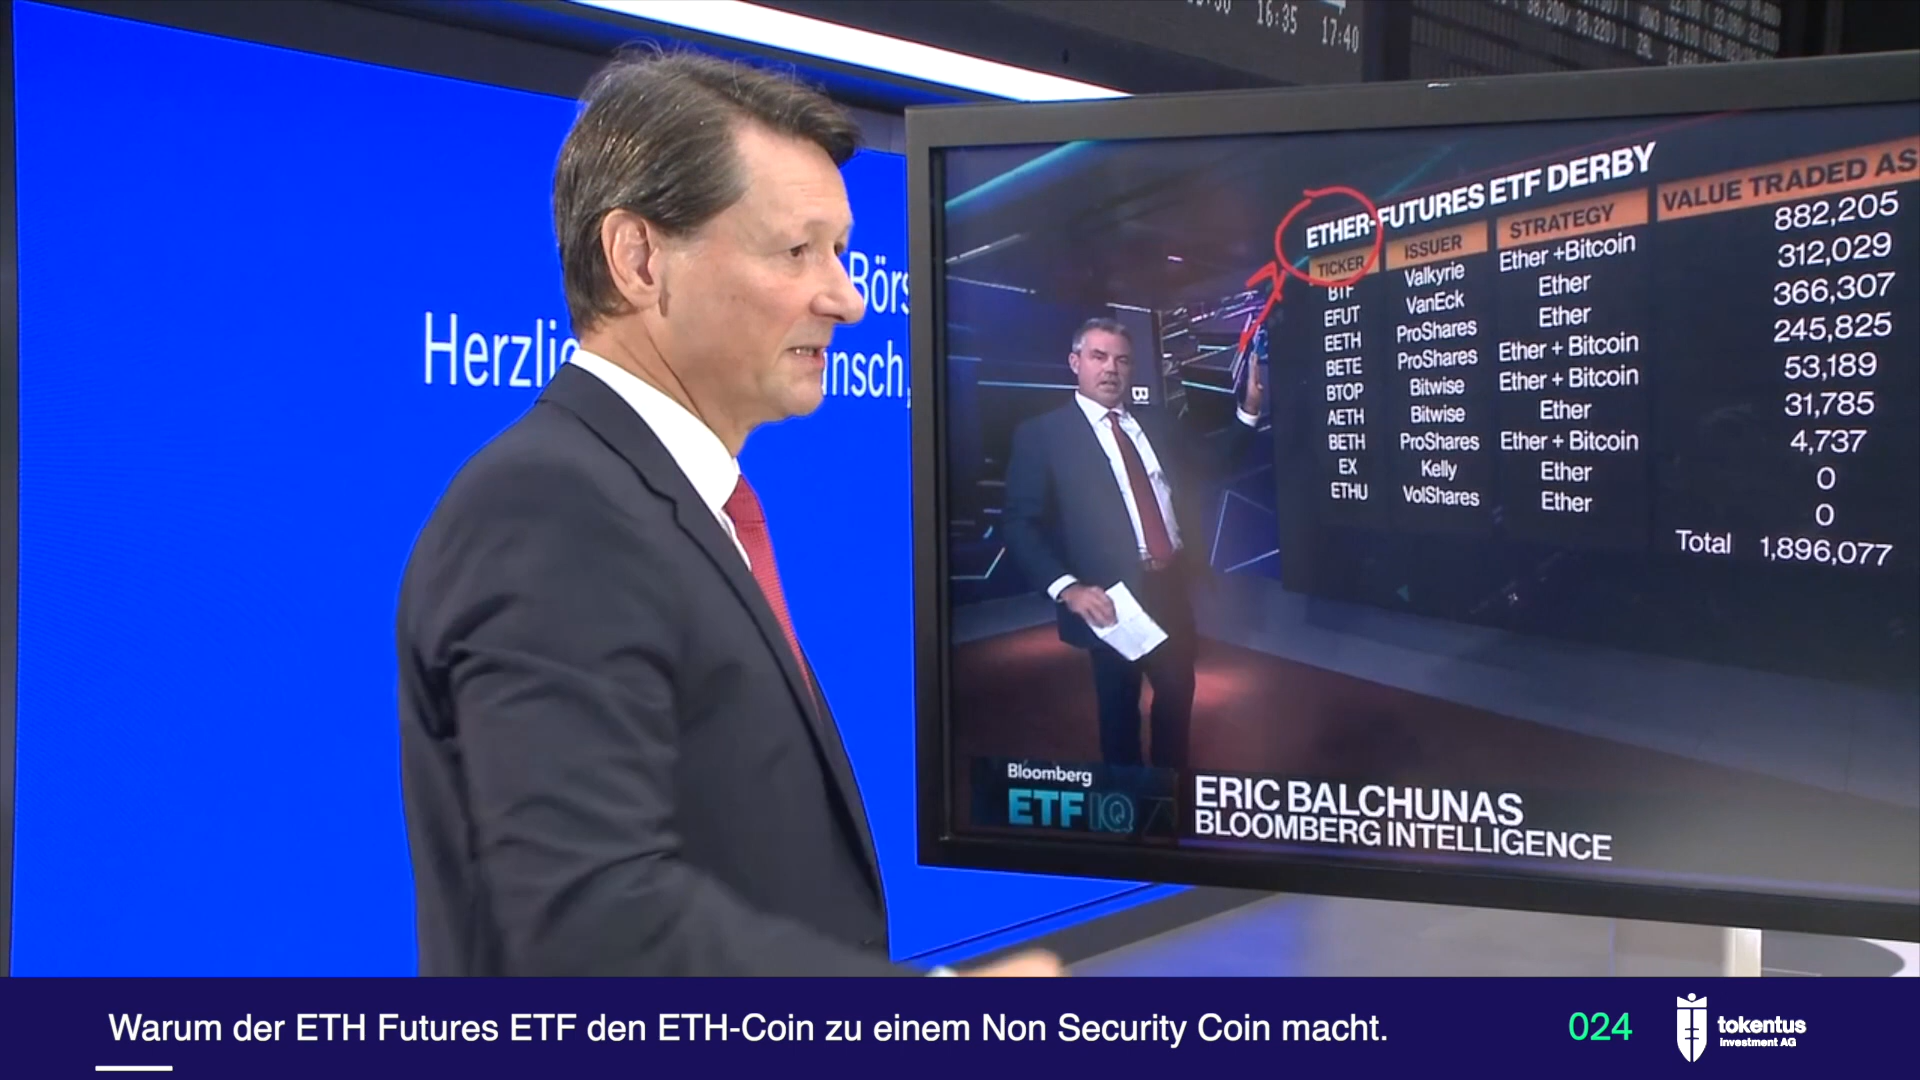 16:35
17:40
Börs
Herzlic
unsch,
ETHER-FUTURES ETF DERBY
TICKER ISSUER STRATEGY VALUE TRADED AS
BTF Valkyrie Ether +Bitcoin 882,205
EFUT VanEck Ether 312,029
EETH ProShares Ether 366,307
BETE ProShares Ether + Bitcoin 245,825
BTOP Bitwise Ether + Bitcoin 53,189
AETH Bitwise Ether 31,785
BETH ProShares Ether + Bitcoin 4,737
EX Kelly Ether 0
ETHU VolShares Ether 0
Total 1,896,077
Bloomberg
ETF IQ
ERIC BALCHUNAS
BLOOMBERG INTELLIGENCE
Warum der ETH Futures ETF den ETH-Coin zu einem Non Security Coin macht.
024
tokentus
investment AG